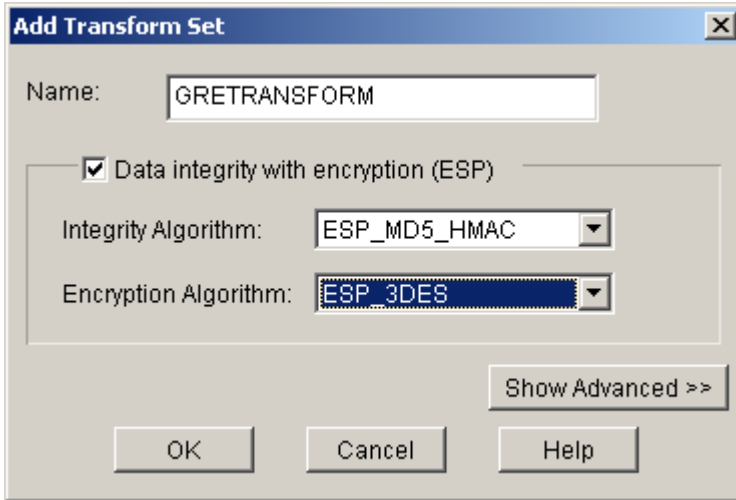 Add Transform Set
Name: GRETRANSFORM
Data integrity with encryption (ESP)
Integrity Algorithm: ESP_MD5_HMAC
Encryption Algorithm: ESP_3DES
Show Advanced >>
OK Cancel Help